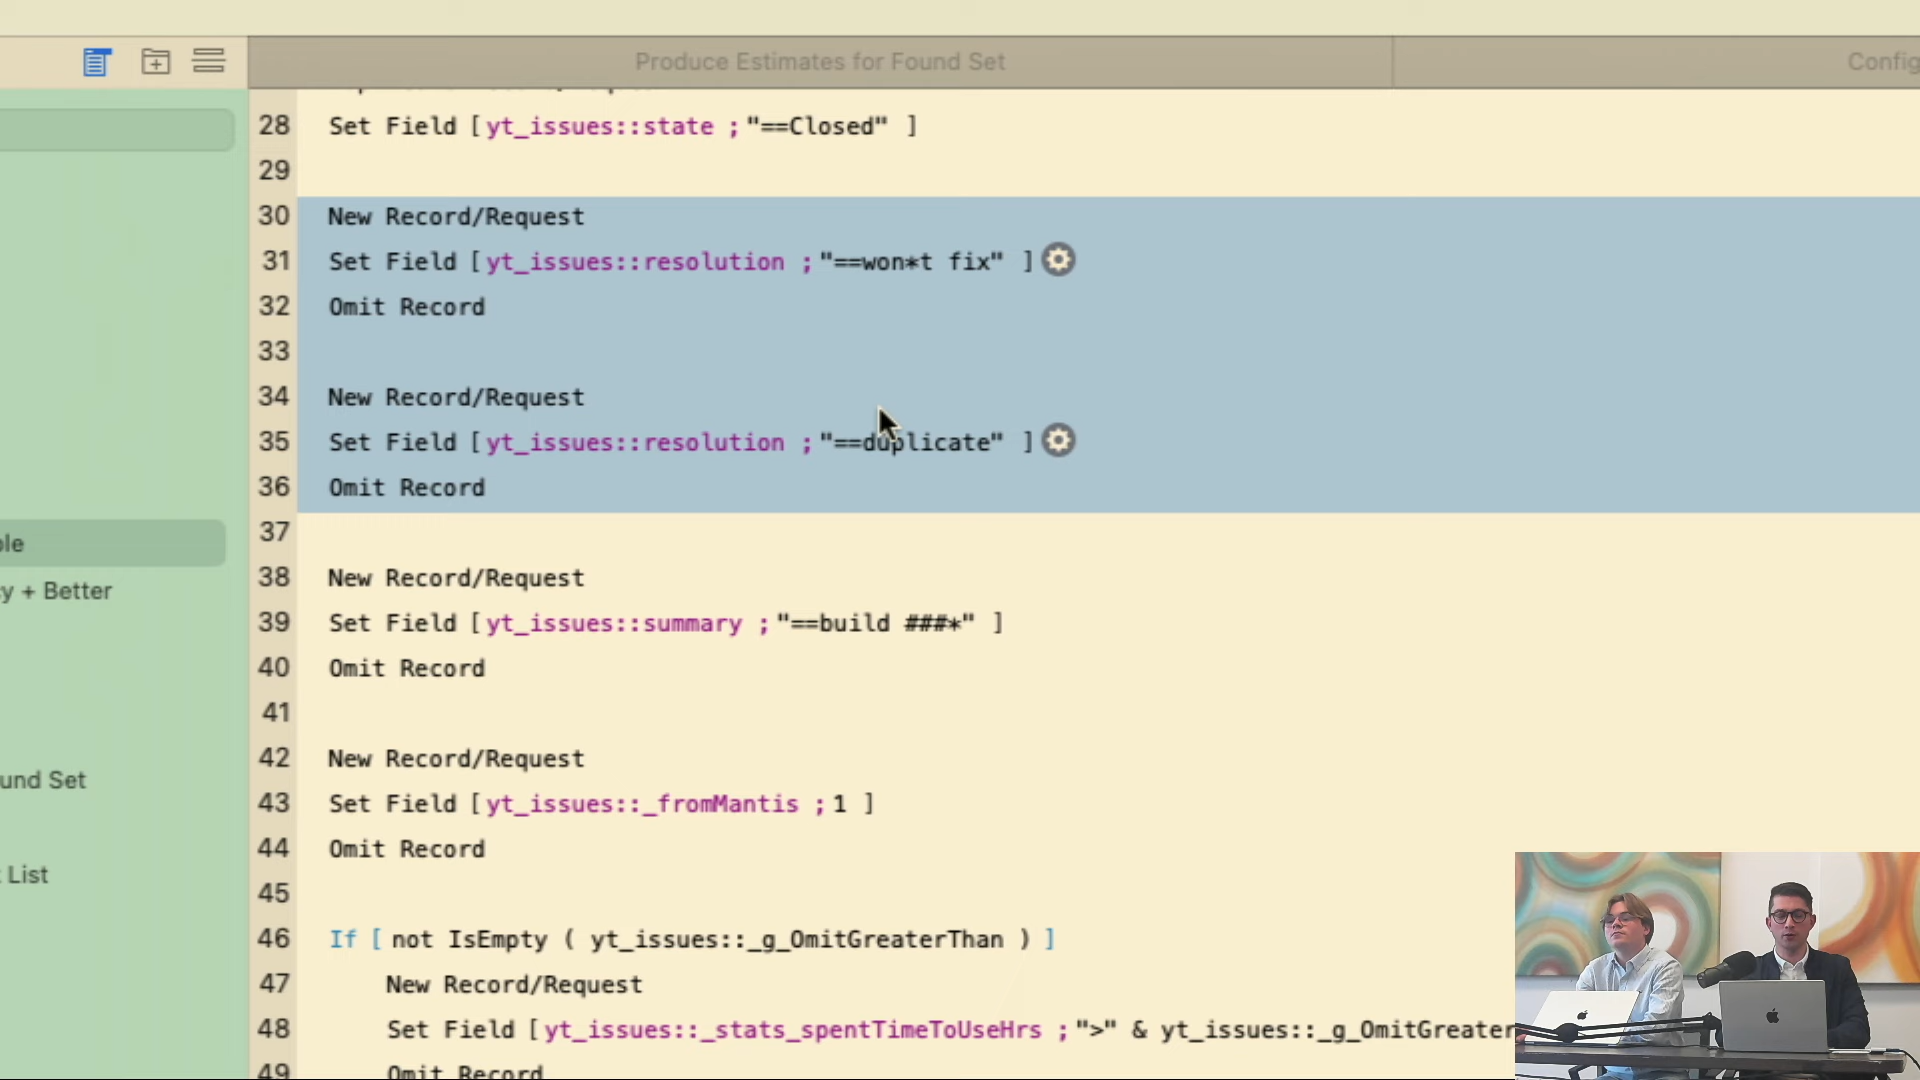 Produce Estimates for Found Set
Config
28 Set Field [ yt_issues::state ; "==Closed" ]
29
30 New Record/Request
31 Set Field [ yt_issues::resolution ; "==won*t fix" ]
32 Omit Record
33
34 New Record/Request
35 Set Field [ yt_issues::resolution ; "==duplicate" ]
36 Omit Record
37
38 New Record/Request
39 Set Field [ yt_issues::summary ; "==build ###*" ]
40 Omit Record
41
42 New Record/Request
43 Set Field [ yt_issues::_fromMantis ; 1 ]
44 Omit Record
45
46 If [ not IsEmpty ( yt_issues::_g_OmitGreaterThan ) ]
47 New Record/Request
48 Set Field [ yt_issues::_stats_spentTimeToUseHrs ; ">" & yt_issues::_g_OmitGreater
49 Omit Record
ple
y + Better
und Set
List